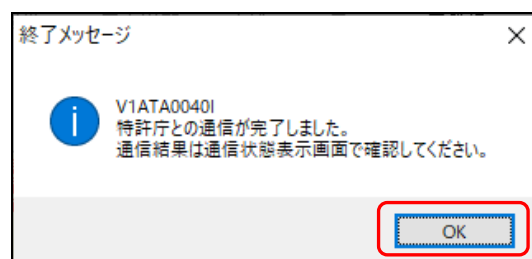 終了メッセージ
V1ATA0040I
特許庁との通信が完了しました。
通信結果は通信状態表示画面で確認してください。
OK